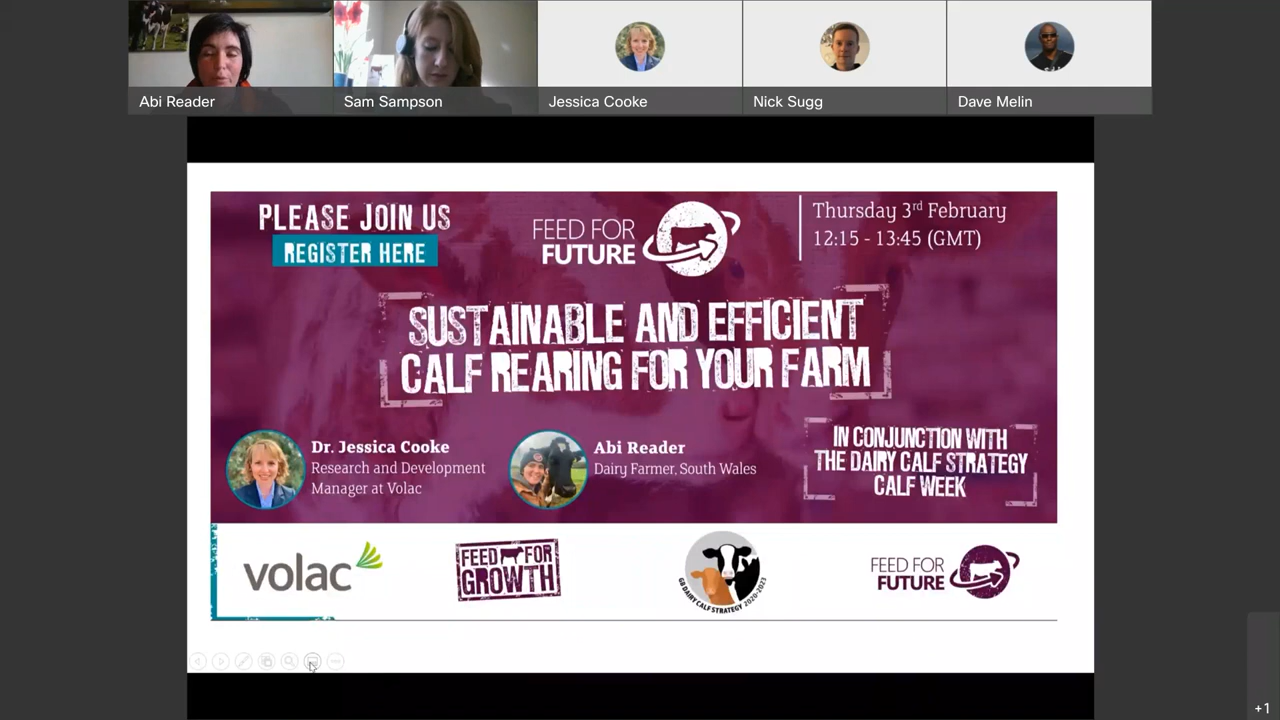 Abi Reader
Sam Sampson
Jessica Cooke
Nick Sugg
Dave Melin
PLEASE JOIN US
REGISTER HERE
FEED FOR
FUTURE
Thursday 3rd February
12:15 - 13:45 (GMT)
SUSTAINABLE AND EFFICIENT
CALF REARING FOR YOUR FARM
Dr. Jessica Cooke
Research and Development
Manager at Volac
Abi Reader
Dairy Farmer, South Wales
IN CONJUNCTION WITH
THE DAIRY CALF STRATEGY
CALF WEEK
volac
FEED FOR
GROWTH
GB DAIRY CALF STRATEGY 2020-2023
FEED FOR
FUTURE
+1